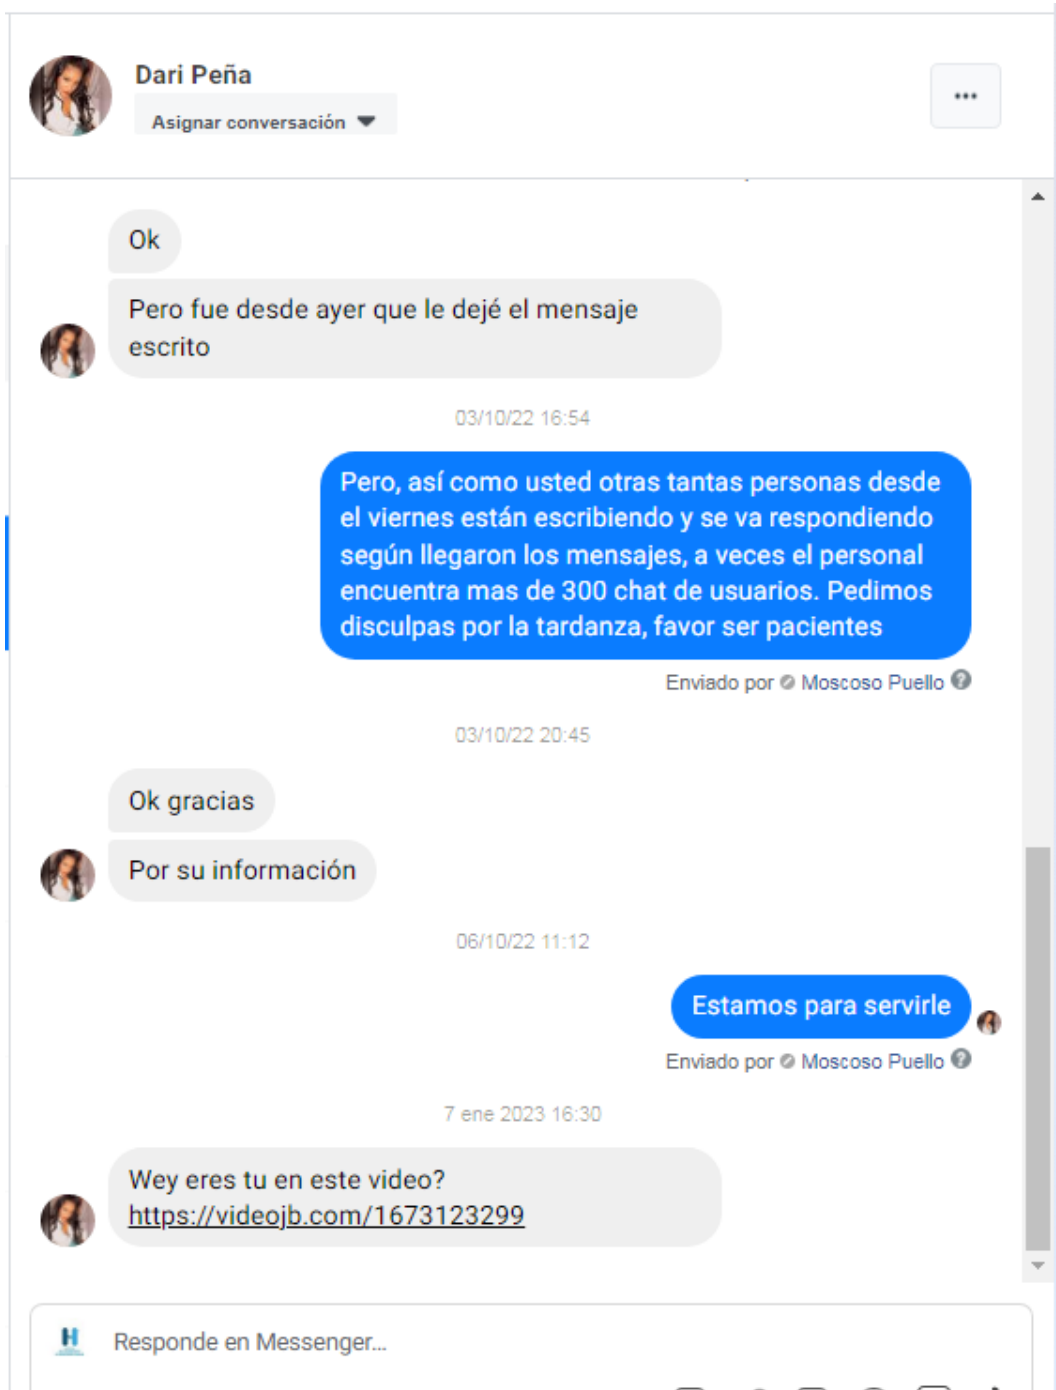 Dari Peña
Asignar conversación
Ok
Pero fue desde ayer que le dejé el mensaje
escrito
03/10/22 16:54
Pero, así como usted otras tantas personas desde
el viernes están escribiendo y se va respondiendo
según llegaron los mensajes, a veces el personal
encuentra mas de 300 chat de usuarios. Pedimos
disculpas por la tardanza, favor ser pacientes
Enviado por Moscoso Puello
03/10/22 20:45
Ok gracias
Por su información
06/10/22 11:12
Estamos para servirle
Enviado por Moscoso Puello
7 ene 2023 16:30
Wey eres tu en este video?
https://videojb.com/1673123299
H
Responde en Messenger...